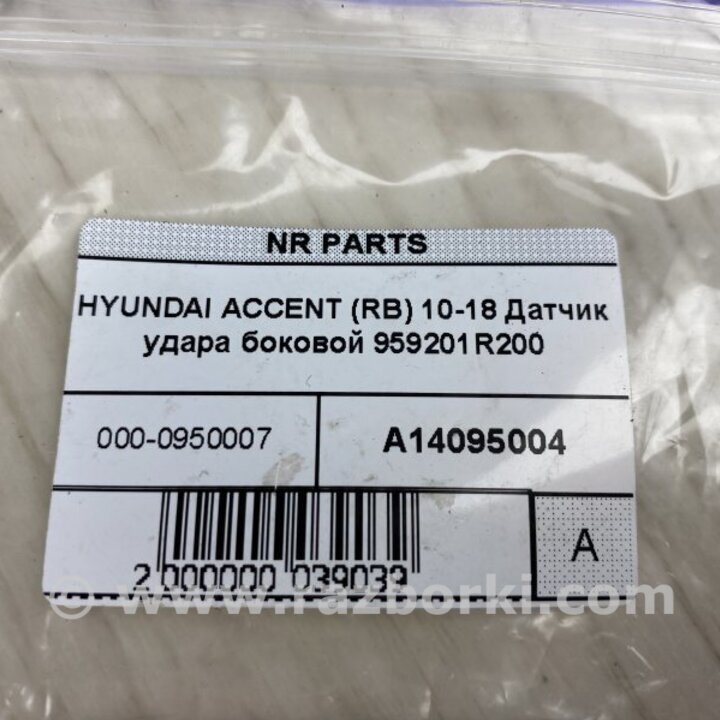 NR PARTS
HYUNDAI ACCENT (RB) 10-18 Датчик
удара боковой 959201R200
000-0950007
A14095004
A
2 000000 039039
© www.razborki.com